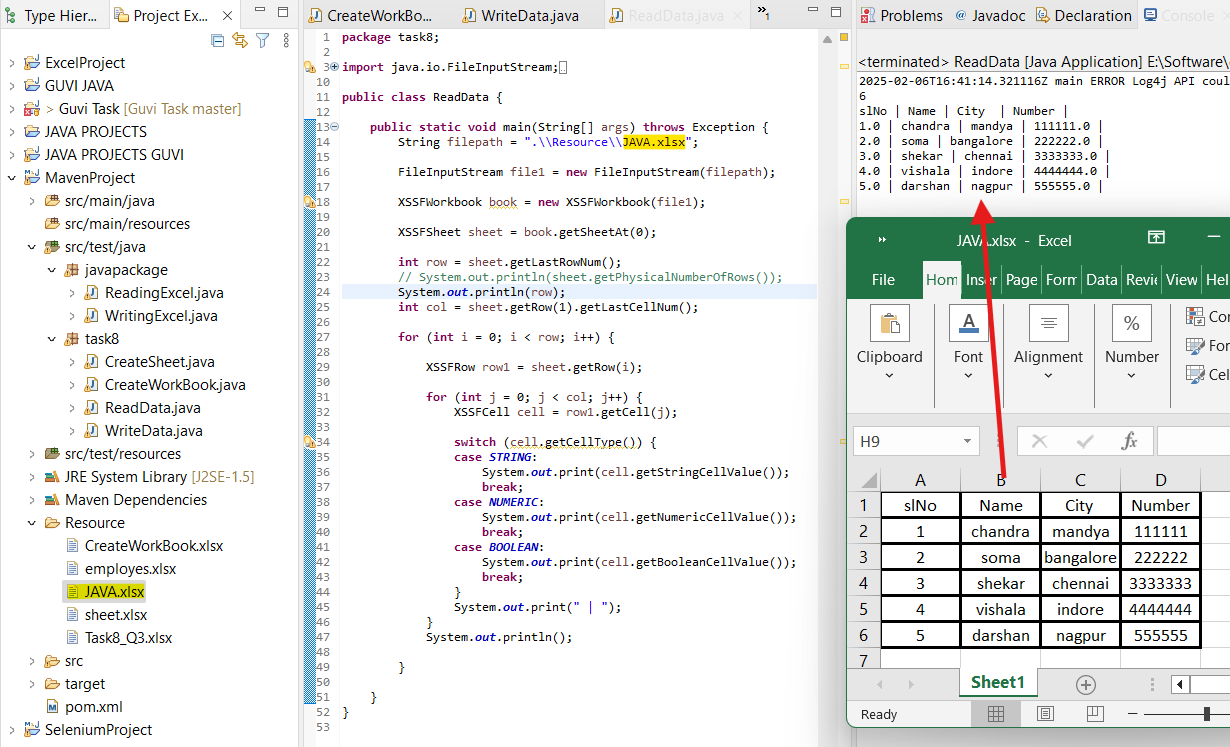 Type Hier...
Project Ex...
ExcelProject
GUVI JAVA
> Guvi Task [Guvi Task master]
JAVA PROJECTS
JAVA PROJECTS GUVI
MavenProject
src/main/java
src/main/resources
src/test/java
javapackage
ReadingExcel.java
WritingExcel.java
task8
CreateSheet.java
CreateWorkBook.java
ReadData.java
WriteData.java
src/test/resources
JRE System Library [J2SE-1.5]
Maven Dependencies
Resource
CreateWorkBook.xlsx
employes.xlsx
JAVA.xlsx
sheet.xlsx
Task8_Q3.xlsx
src
target
pom.xml
SeleniumProject
CreateWorkBo...
WriteData.java
ReadData.java
»1
1 package task8;
2
3 import java.io.FileInputStream;
10
11 public class ReadData {
12
13 public static void main(String[] args) throws Exception {
14 String filepath = ".\\Resource\\JAVA.xlsx";
15
16 FileInputStream file1 = new FileInputStream(filepath);
17
18 XSSFWorkbook book = new XSSFWorkbook(file1);
19
20 XSSFSheet sheet = book.getSheetAt(0);
21
22 int row = sheet.getLastRowNum();
23 // System.out.println(sheet.getPhysicalNumberOfRows());
24 System.out.println(row);
25 int col = sheet.getRow(1).getLastCellNum();
26
27 for (int i = 0; i < row; i++) {
28
29 XSSFRow row1 = sheet.getRow(i);
30
31 for (int j = 0; j < col; j++) {
32 XSSFCell cell = row1.getCell(j);
33
34 switch (cell.getCellType()) {
35 case STRING:
36 System.out.print(cell.getStringCellValue());
37 break;
38 case NUMERIC:
39 System.out.print(cell.getNumericCellValue());
40 break;
41 case BOOLEAN:
42 System.out.print(cell.getBooleanCellValue());
43 break;
44 }
45 System.out.print(" | ");
46 }
47 System.out.println();
48
49 }
50
51 }
52 }
53
Problems
@ Javadoc
Declaration
Console
<terminated> ReadData [Java Application] E:\Software\
2025-02-06T16:41:14.321116Z main ERROR Log4j API coul
6
slNo | Name | City | Number |
1.0 | chandra | mandya | 111111.0 |
2.0 | soma | bangalore | 222222.0 |
3.0 | shekar | chennai | 3333333.0 |
4.0 | vishala | indore | 4444444.0 |
5.0 | darshan | nagpur | 555555.0 |
» JAVA.xlsx - Excel
File Hom Inser Page Form Data Revie View Hel
Clipboard
Font
Alignment
% Number
Con
For
Cel
H9
fx
A B C D
1 slNo Name City Number
2 1 chandra mandya 111111
3 2 soma bangalore 222222
4 3 shekar chennai 3333333
5 4 vishala indore 4444444
6 5 darshan nagpur 555555
7
Sheet1
Ready